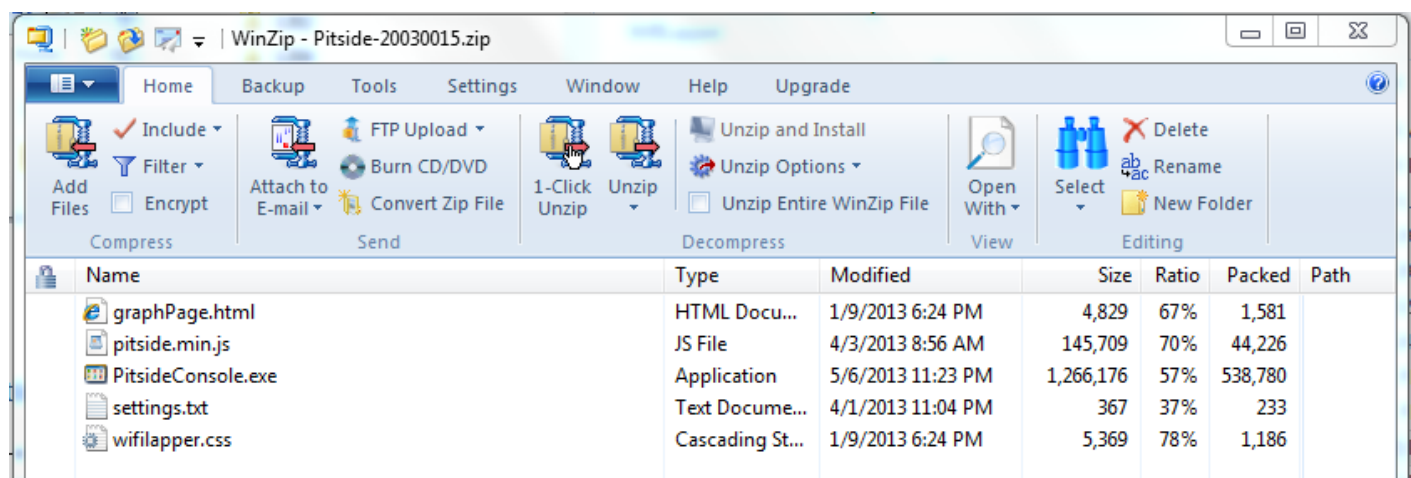 WinZip - Pitside-20030015.zip
Home Backup Tools Settings Window Help Upgrade
Add Files
Include
Filter
Encrypt
Compress
Attach to E-mail
FTP Upload
Burn CD/DVD
Convert Zip File
Send
1-Click Unzip
Unzip
Unzip and Install
Unzip Options
Unzip Entire WinZip File
Decompress
Open With
View
Select
Delete
ab ac Rename
New Folder
Editing
Name Type Modified Size Ratio Packed Path
graphPage.html HTML Docu... 1/9/2013 6:24 PM 4,829 67% 1,581
pitside.min.js JS File 4/3/2013 8:56 AM 145,709 70% 44,226
PitsideConsole.exe Application 5/6/2013 11:23 PM 1,266,176 57% 538,780
settings.txt Text Docume... 4/1/2013 11:04 PM 367 37% 233
wifilapper.css Cascading St... 1/9/2013 6:24 PM 5,369 78% 1,186